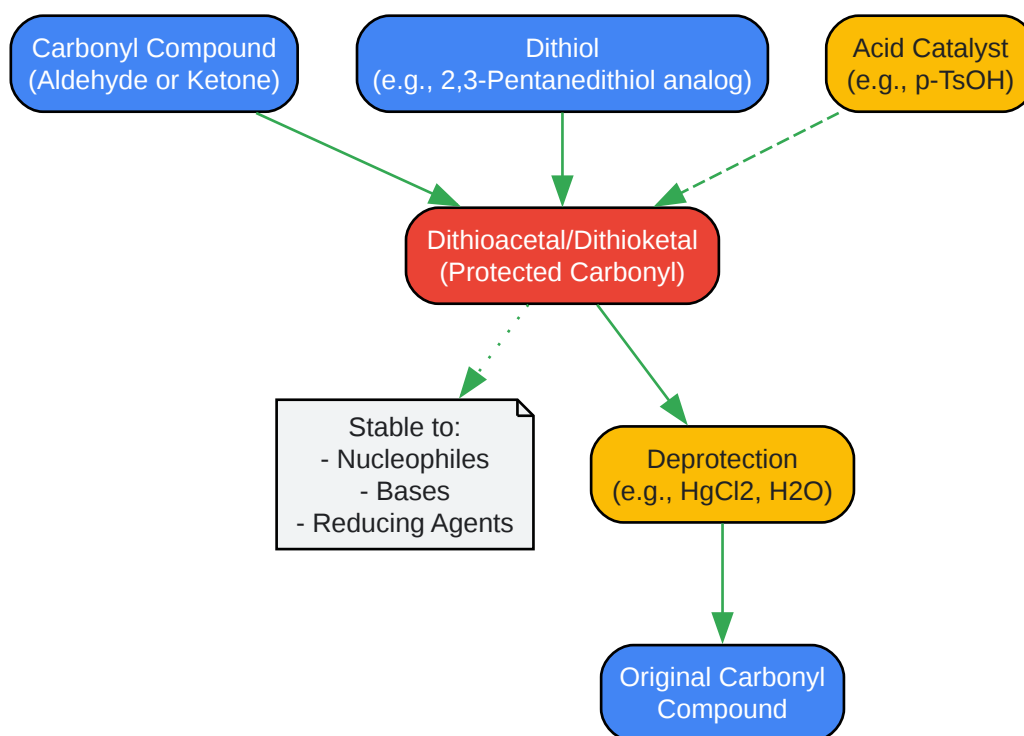 Carbonyl Compound
(Aldehyde or Ketone)
Dithiol
(e.g., 2,3-Pentanedithiol analog)
Acid Catalyst
(e.g., p-TsOH)
Dithioacetal/Dithioketal
(Protected Carbonyl)
Stable to:
- Nucleophiles
- Bases
- Reducing Agents
Deprotection
(e.g., HgCl2, H2O)
Original Carbonyl
Compound